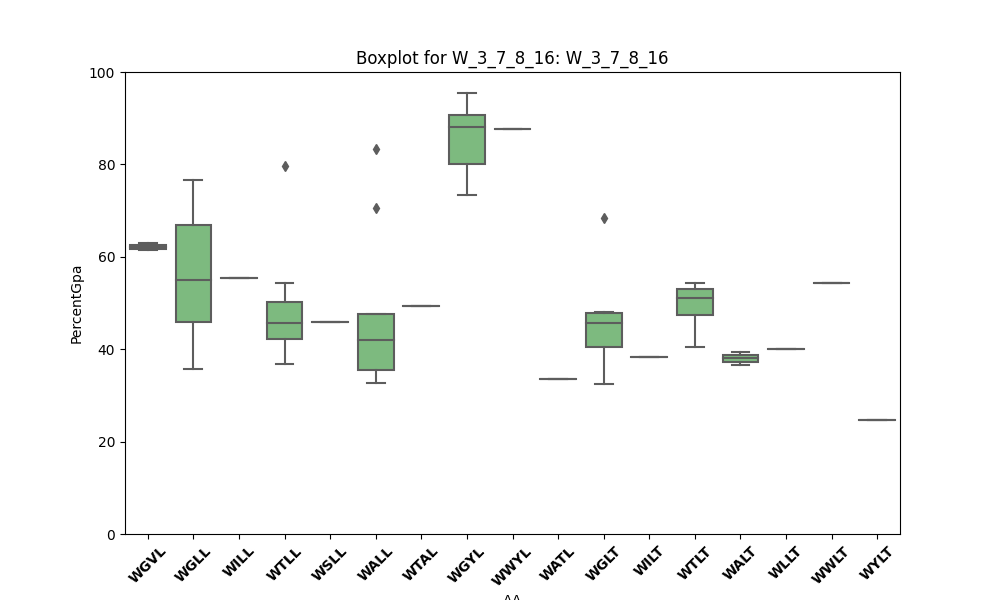 Boxplot for W_3_7_8_16: W_3_7_8_16
PercentGpa
100
80
60
40
20
0
WGVL WGLL WILL WTLL WSLL WALL WTAL WGYL WWYL WATL WGLT WILT WTLT WALT WLLT WWLT WYLT
AA